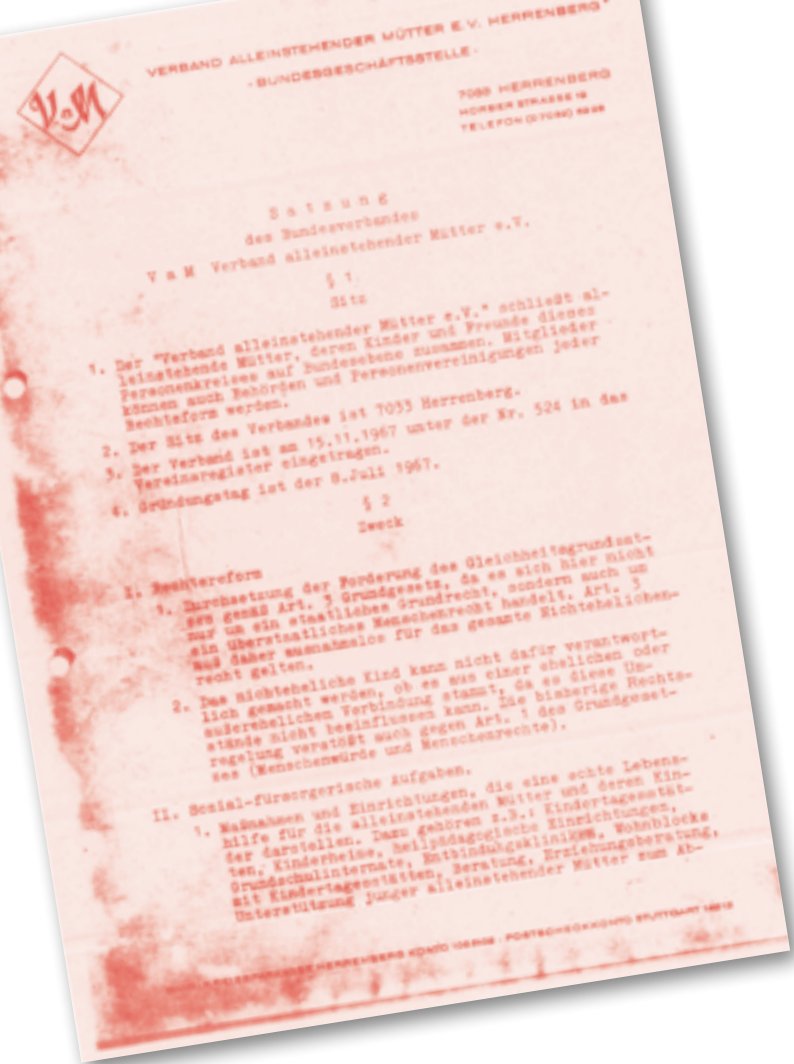 VaM
VERBAND ALLEINSTEHENDER MÜTTER E.V. HERRENBERG
- BUNDESGESCHÄFTSSTELLE -
7033 HERRENBERG
HORBER STRASSE
TELEFON (07032)
S a t z u n g
des Bundesverbandes
V a M Verband alleinstehender Mütter e.V.
§ 1
Sitz
1. Der "Verband alleinstehender Mütter e.V." schließt al-
leinstehende Mütter, deren Kinder und Freunde dieses
Personenkreises auf Bundesebene zusammen. Mitglieder
können auch Behörden und Personenvereinigungen jeder
Rechtsform werden.
2. Der Sitz des Verbandes ist 7033 Herrenberg.
3. Der Verband ist am 15.11.1967 unter der Nr. 524 in das
Vereinsregister eingetragen.
4. Gründungstag ist der 8.Juli 1967.
§ 2
Zweck
I. Rechtsreform
1. Durchsetzung der Forderung des Gleichheitsgrundsat-
zes gemäß Art. 3 Grundgesetz, da es sich hier nicht
nur um ein staatliches Grundrecht, sondern auch um
ein überstaatliches Menschenrecht handelt. Art. 3
muß daher ausnahmslos für das gesamte Nichtehelichen-
recht gelten.
2. Das nichteheliche Kind kann nicht dafür verantwort-
lich gemacht werden, ob es aus einer ehelichen oder
außerehelichen Verbindung stammt, da es diese Um-
stände nicht beeinflussen kann. Die bisherige Rechts-
regelung verstößt auch gegen Art. 1 des Grundgeset-
zes (Menschenwürde und Menschenrechte).
II. Sozial-fürsorgerische Aufgaben.
1. Maßnahmen und Einrichtungen, die eine echte Lebens-
hilfe für die alleinstehenden Mütter und deren Kin-
der darstellen. Dazu gehören z.B.: Kindertagesstät-
ten, Kinderheime, heilpädagogische Einrichtungen,
Grundschulinternate, Entbindungskliniken, Wohnblocks
mit Kindertagesstätten, Beratung, Erziehungsberatung,
Unterstützung junger alleinstehender Mütter zum Ab-
HERRENBERG KONTO · POSTSCHECKKONTO STUTTGART